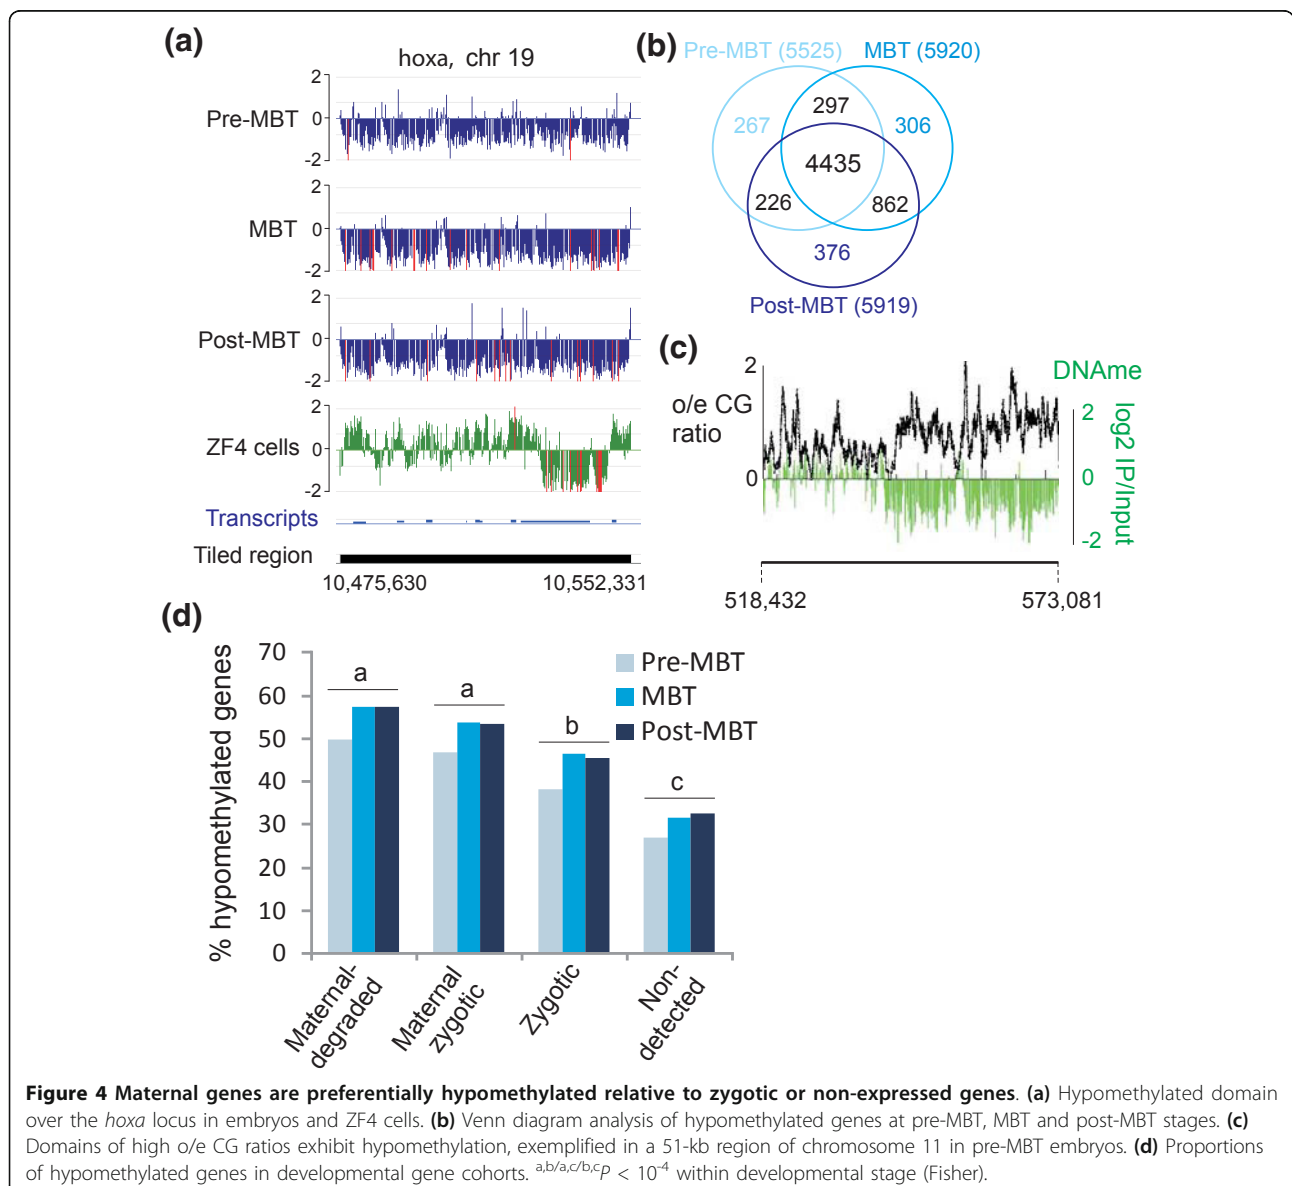 (a)
hoxa, chr 19
Pre-MBT
2
0
-2
MBT
2
0
-2
Post-MBT
2
0
-2
ZF4 cells
2
0
-2
Transcripts
Tiled region
10,475,630 10,552,331
(b)
Pre-MBT (5525) MBT (5920)
297
267 306
4435
226 862
376
Post-MBT (5919)
(c)
2
o/e CG
ratio
0
DNAme
2
0
-2
log2 IP/Input
518,432 573,081
(d)
% hypomethylated genes
70
60
50
40
30
20
10
0
a
a
b
c
Pre-MBT
MBT
Post-MBT
Maternal-
degraded
Maternal
zygotic
Zygotic
Non-
detected
Figure 4 Maternal genes are preferentially hypomethylated relative to zygotic or non-expressed genes. (a) Hypomethylated domain
over the hoxa locus in embryos and ZF4 cells. (b) Venn diagram analysis of hypomethylated genes at pre-MBT, MBT and post-MBT stages. (c)
Domains of high o/e CG ratios exhibit hypomethylation, exemplified in a 51-kb region of chromosome 11 in pre-MBT embryos. (d) Proportions
of hypomethylated genes in developmental gene cohorts. a,b/a,c/b,cP < 10-4 within developmental stage (Fisher).